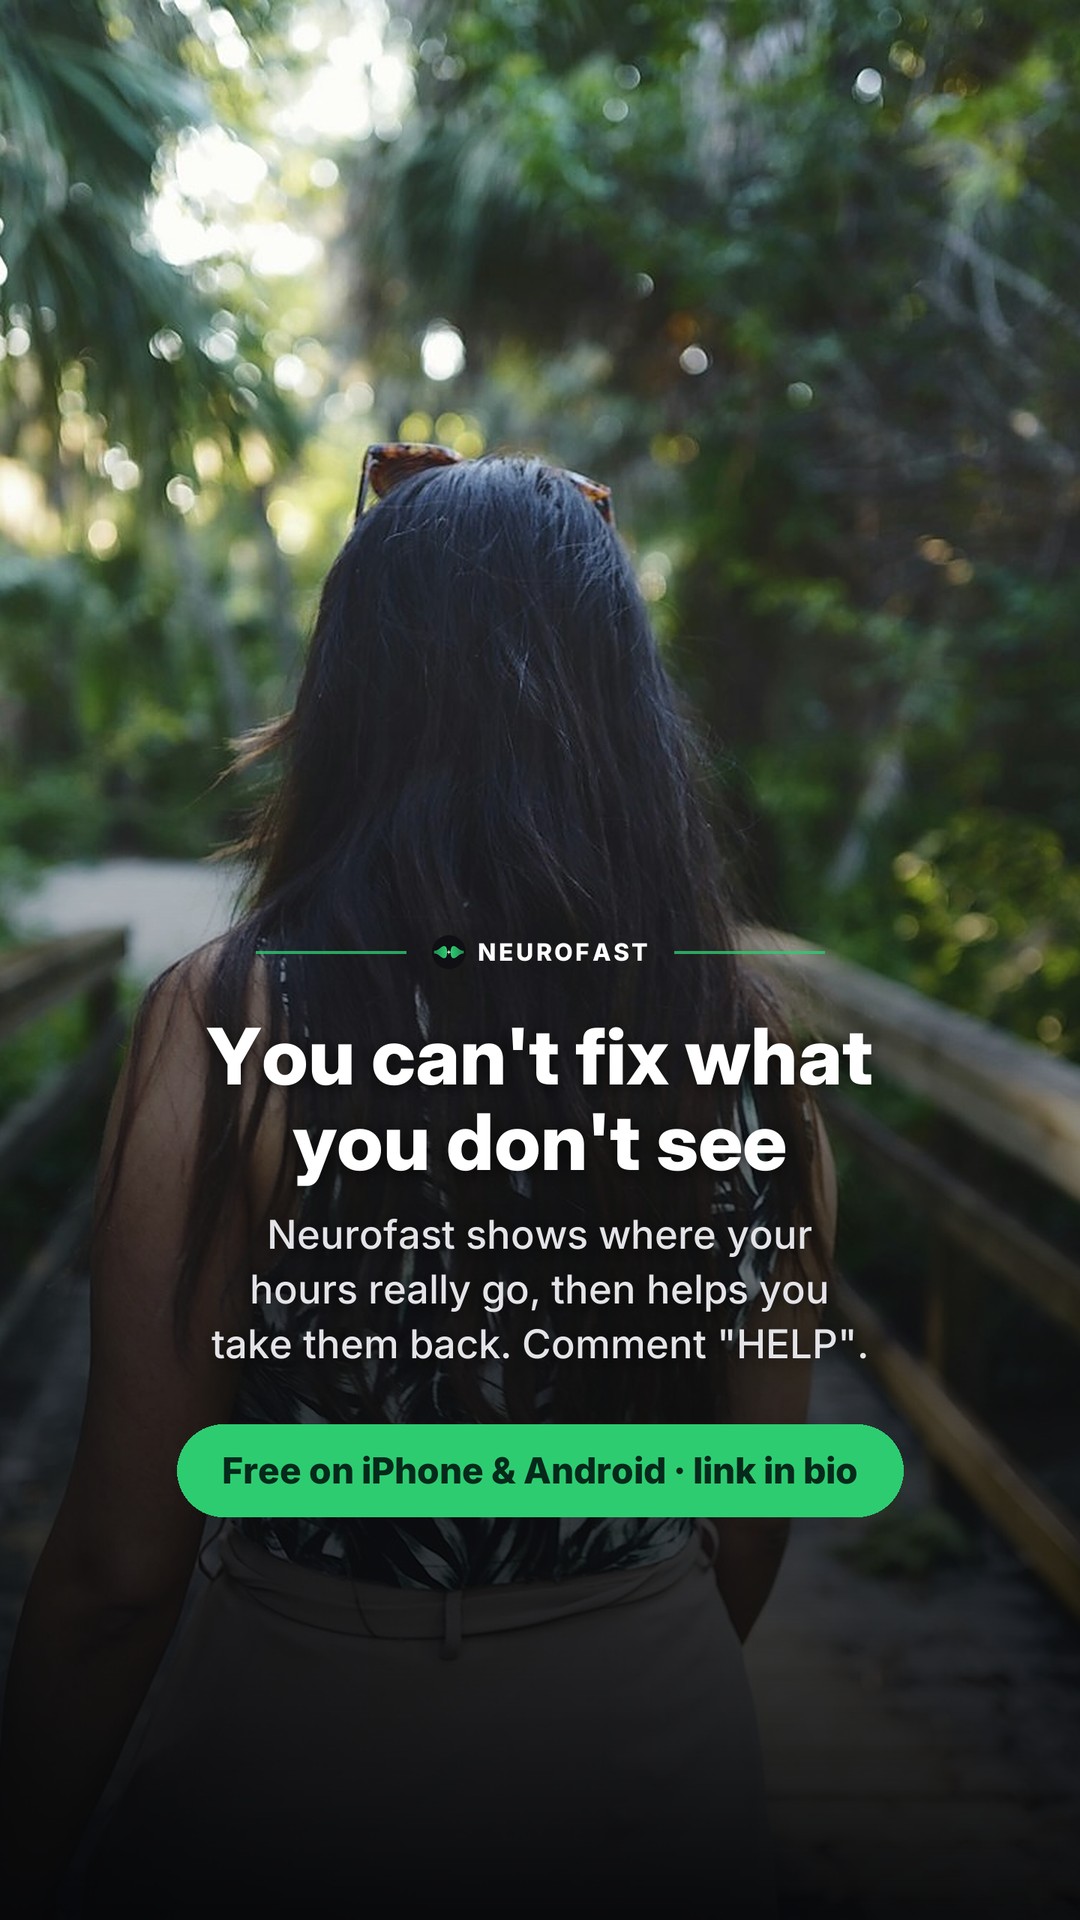 NEUROFAST
You can't fix what
you don't see
Neurofast shows where your
hours really go, then helps you
take them back. Comment "HELP".
Free on iPhone & Android · link in bio